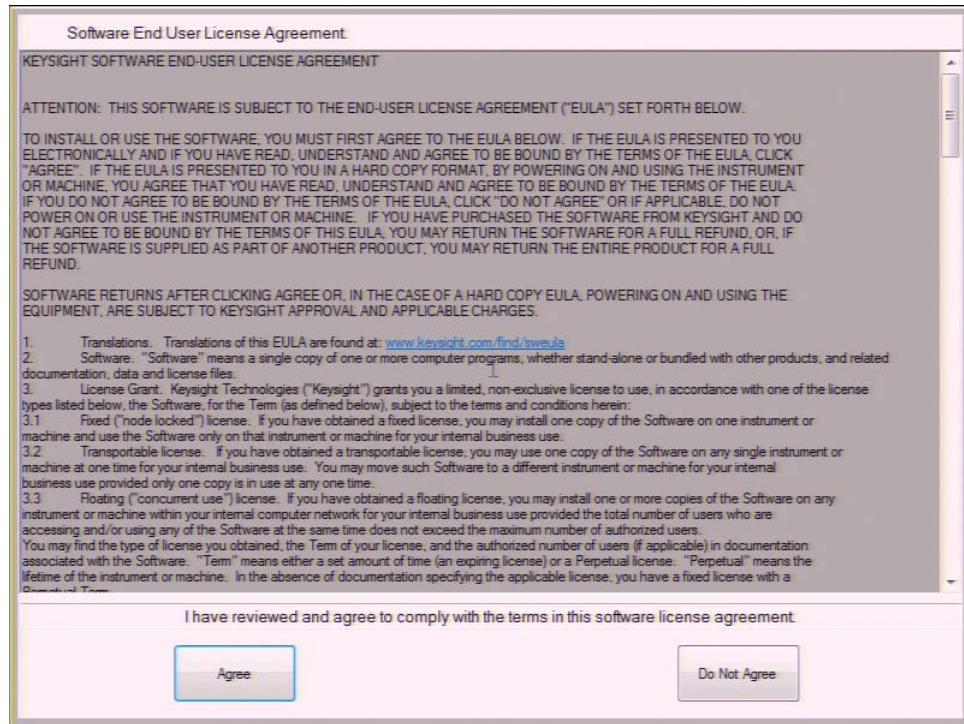 Software End User License Agreement.
KEYSIGHT SOFTWARE END-USER LICENSE AGREEMENT
ATTENTION: THIS SOFTWARE IS SUBJECT TO THE END-USER LICENSE AGREEMENT ("EULA") SET FORTH BELOW.
TO INSTALL OR USE THE SOFTWARE, YOU MUST FIRST AGREE TO THE EULA BELOW. IF THE EULA IS PRESENTED TO YOU
ELECTRONICALLY AND IF YOU HAVE READ, UNDERSTAND AND AGREE TO BE BOUND BY THE TERMS OF THE EULA, CLICK
"AGREE". IF THE EULA IS PRESENTED TO YOU IN A HARD COPY FORMAT, BY POWERING ON AND USING THE INSTRUMENT
OR MACHINE, YOU AGREE THAT YOU HAVE READ, UNDERSTAND AND AGREE TO BE BOUND BY THE TERMS OF THE EULA.
IF YOU DO NOT AGREE TO BE BOUND BY THE TERMS OF THE EULA, CLICK "DO NOT AGREE" OR IF APPLICABLE, DO NOT
POWER ON OR USE THE INSTRUMENT OR MACHINE. IF YOU HAVE PURCHASED THE SOFTWARE FROM KEYSIGHT AND DO
NOT AGREE TO BE BOUND BY THE TERMS OF THIS EULA, YOU MAY RETURN THE SOFTWARE FOR A FULL REFUND, OR, IF
THE SOFTWARE IS SUPPLIED AS PART OF ANOTHER PRODUCT, YOU MAY RETURN THE ENTIRE PRODUCT FOR A FULL
REFUND.
SOFTWARE RETURNS AFTER CLICKING AGREE OR, IN THE CASE OF A HARD COPY EULA, POWERING ON AND USING THE
EQUIPMENT, ARE SUBJECT TO KEYSIGHT APPROVAL AND APPLICABLE CHARGES.
1. Translations. Translations of this EULA are found at: www.keysight.com/find/sweula
2. Software. "Software" means a single copy of one or more computer programs, whether stand-alone or bundled with other products, and related
documentation, data and license files.
3. License Grant. Keysight Technologies ("Keysight") grants you a limited, non-exclusive license to use, in accordance with one of the license
types listed below, the Software, for the Term (as defined below), subject to the terms and conditions herein:
3.1 Fixed ("node locked") license. If you have obtained a fixed license, you may install one copy of the Software on one instrument or
machine and use the Software only on that instrument or machine for your internal business use.
3.2 Transportable license. If you have obtained a transportable license, you may use one copy of the Software on any single instrument or
machine at one time for your internal business use. You may move such Software to a different instrument or machine for your internal
business use provided only one copy is in use at any one time.
3.3 Floating ("concurrent use") license. If you have obtained a floating license, you may install one or more copies of the Software on any
instrument or machine within your internal computer network for your internal business use provided the total number of users who are
accessing and/or using any of the Software at the same time does not exceed the maximum number of authorized users.
You may find the type of license you obtained, the Term of your license, and the authorized number of users (if applicable) in documentation
associated with the Software. "Term" means either a set amount of time (an expiring license) or a Perpetual license. "Perpetual" means the
lifetime of the instrument or machine. In the absence of documentation specifying the applicable license, you have a fixed license with a
Perpetual Term.
I have reviewed and agree to comply with the terms in this software license agreement.
Agree
Do Not Agree